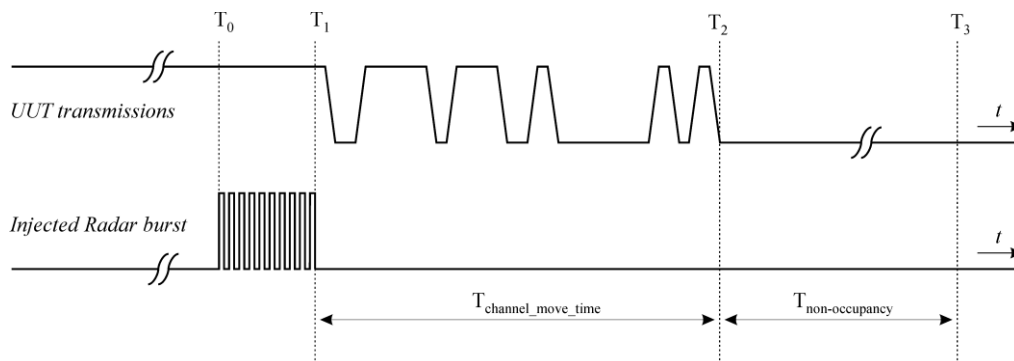 T0 T1 T2 T3
UUT transmissions
t
Injected Radar burst
t
Tchannel_move_time Tnon-occupancy